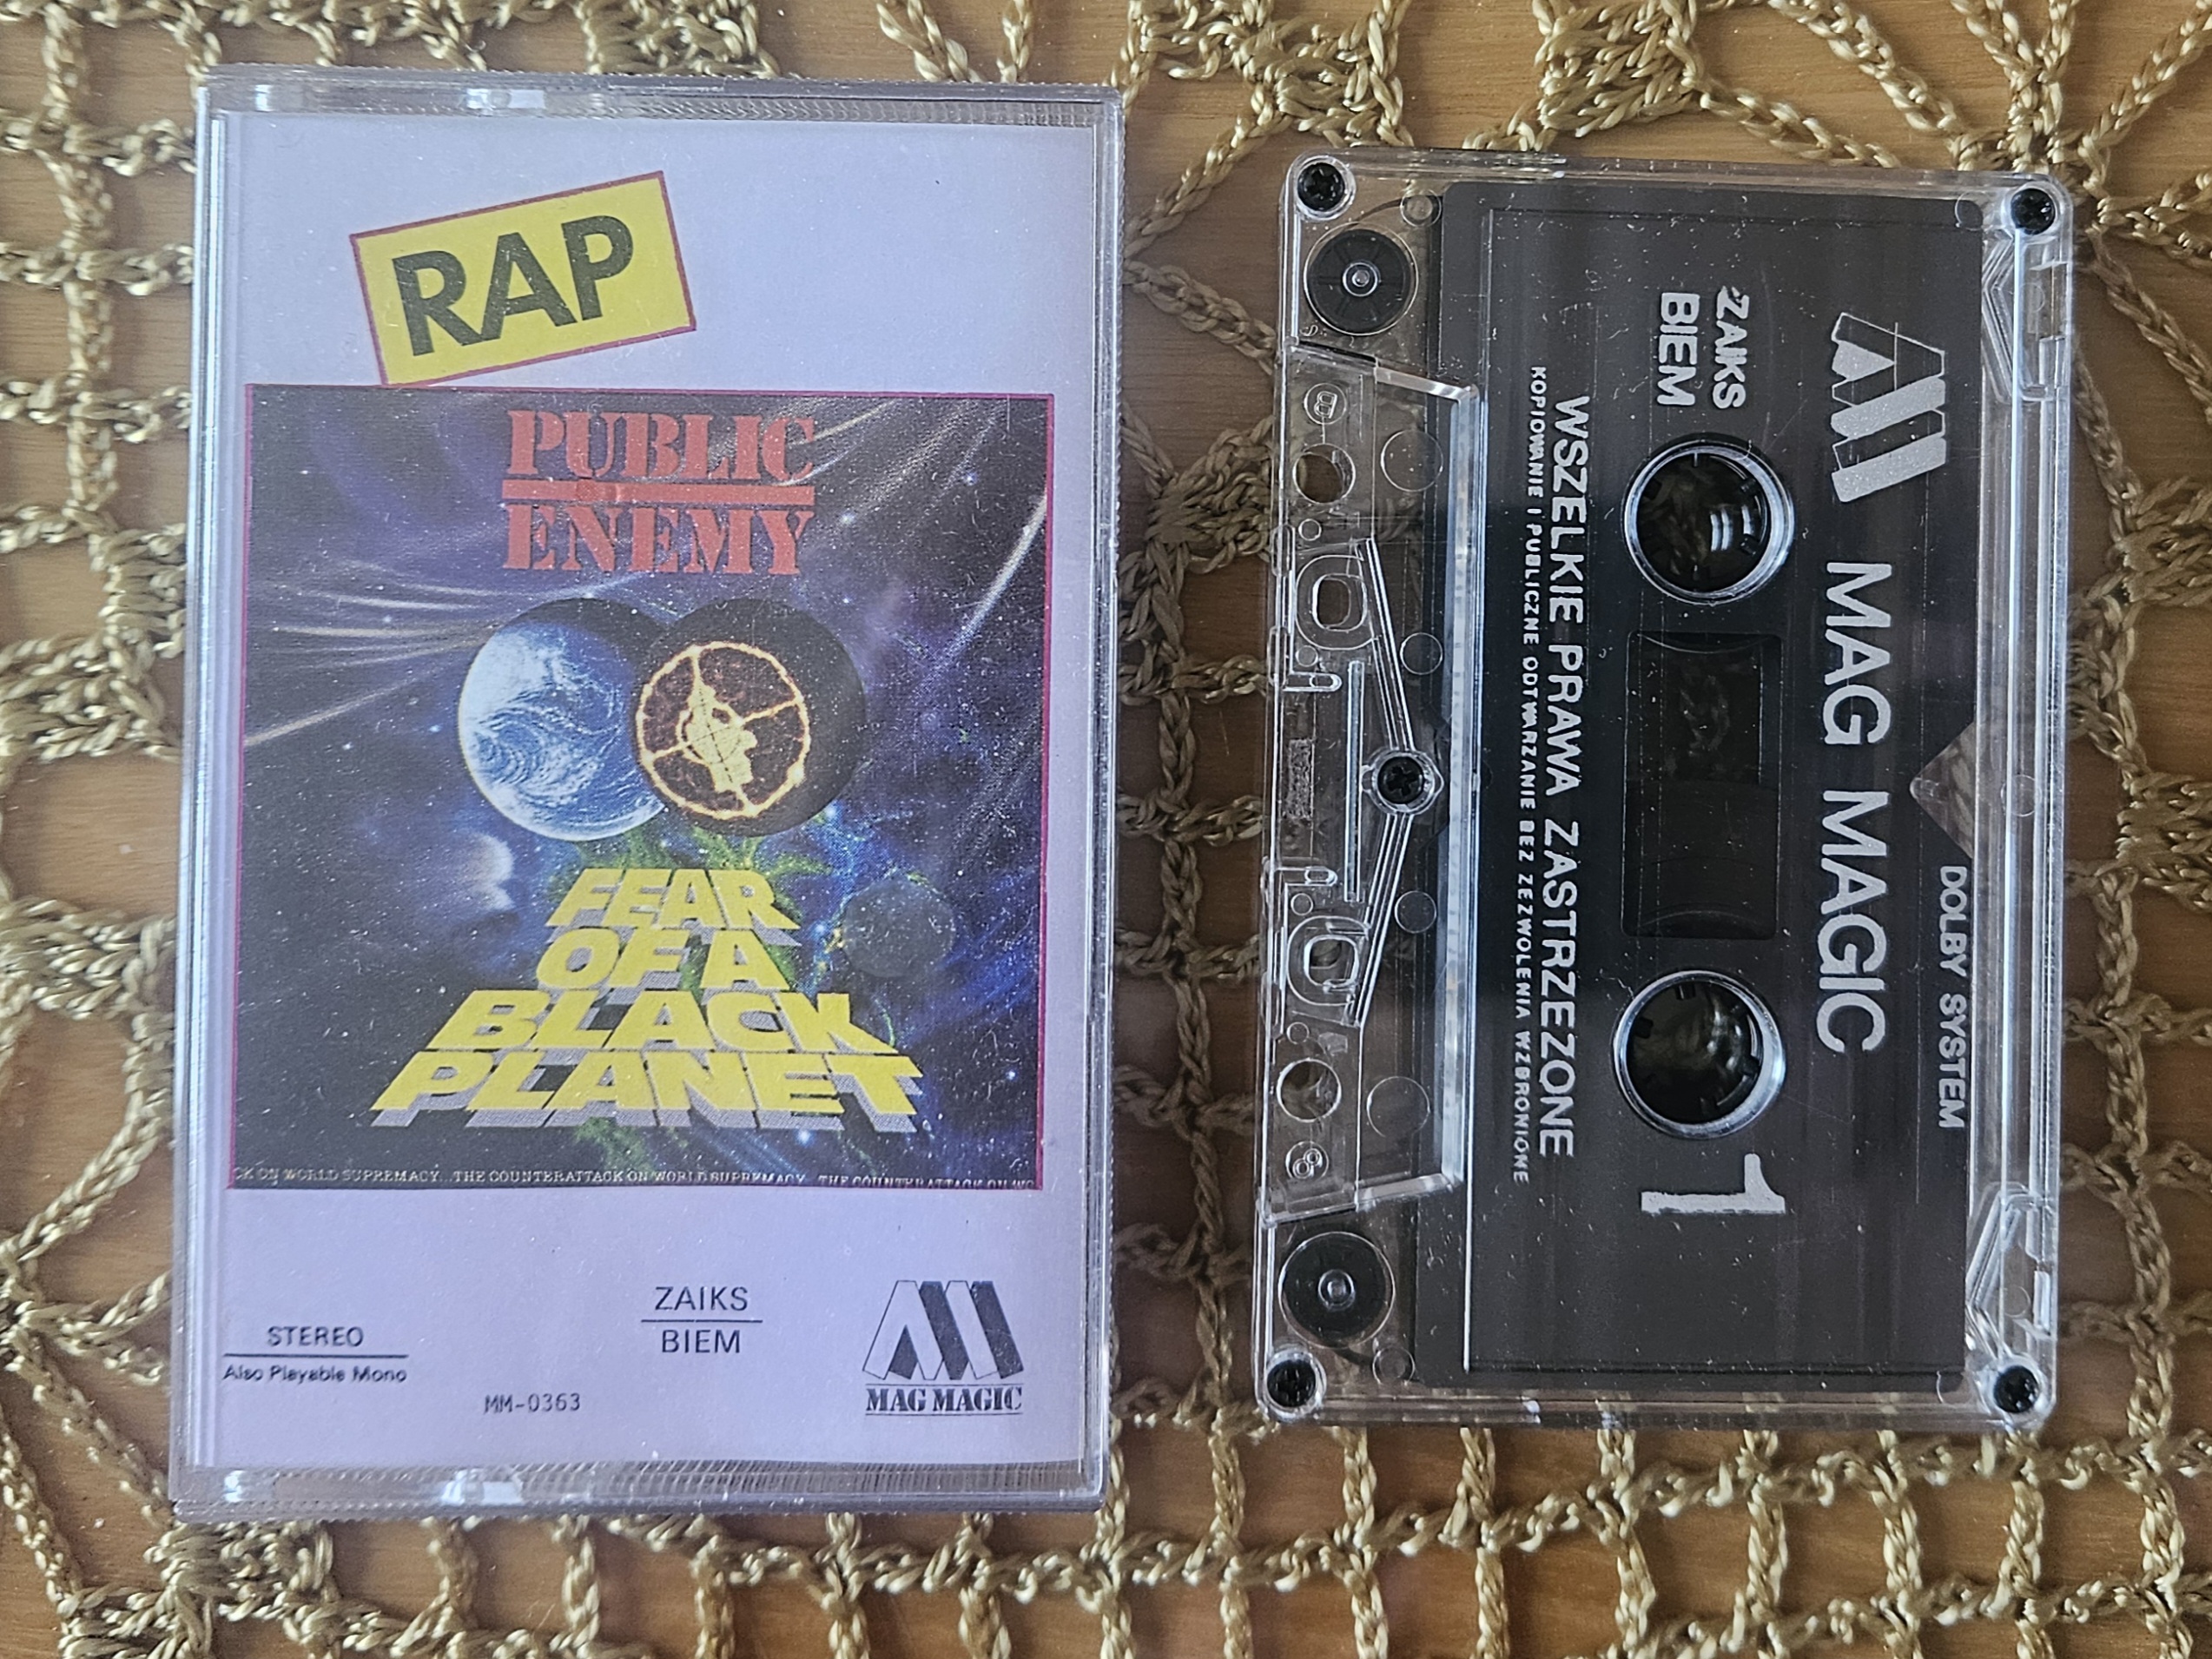 RAP
PUBLIC
ENEMY
FEAR
OF A
BLACK
PLANET
CK ON WORLD SUPREMACY...THE COUNTERATTACK ON WORLD SUPREMACY...THE COUNTERATTACK ON WO
STEREO
Also Playable Mono
MM-0363
ZAIKS
BIEM
MAG MAGIC
DOLBY SYSTEM
MAG MAGIC
ZAIKS
BIEM
1
WSZELKIE PRAWA ZASTRZEZONE
KOPIOWANIE I PUBLICZNE ODTWARZANIE BEZ ZEZWOLENIA WZBRONIONE